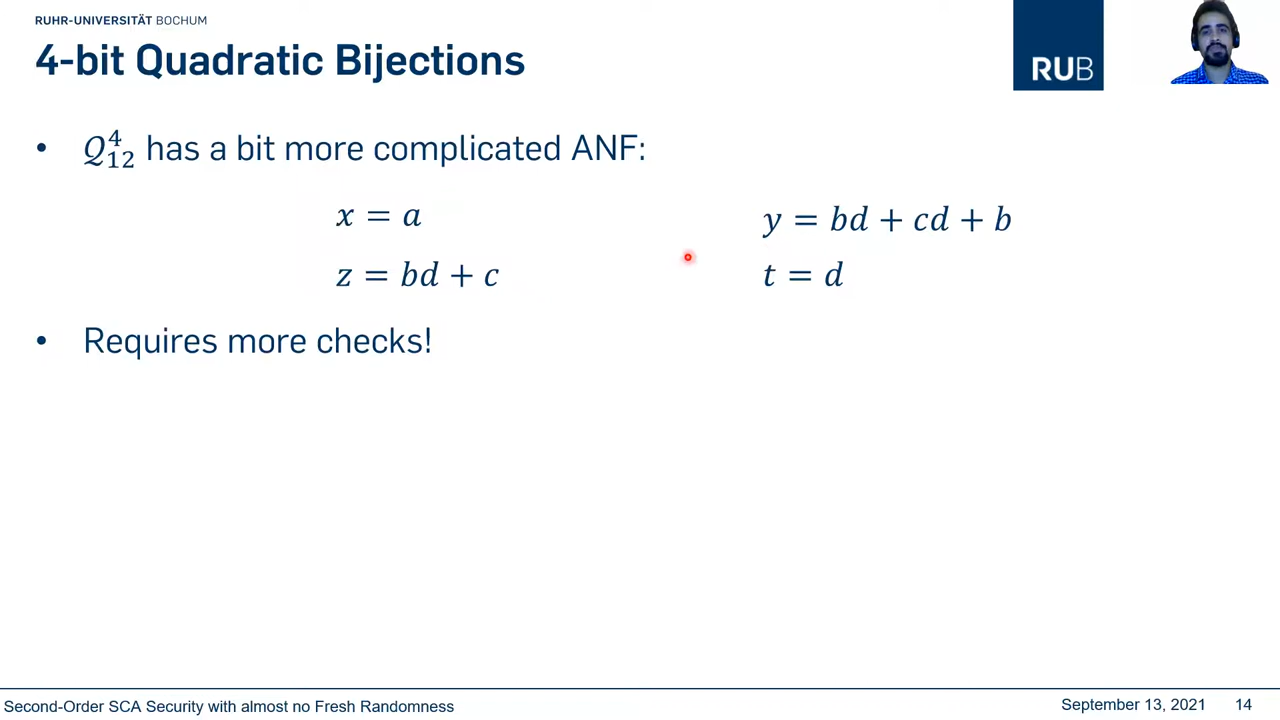 RUHR-UNIVERSITÄT BOCHUM
4-bit Quadratic Bijections
RUB
• 𝒬₁₂⁴ has a bit more complicated ANF:
x = a
y = bd + cd + b
z = bd + c
t = d
• Requires more checks!
Second-Order SCA Security with almost no Fresh Randomness
September 13, 2021 14